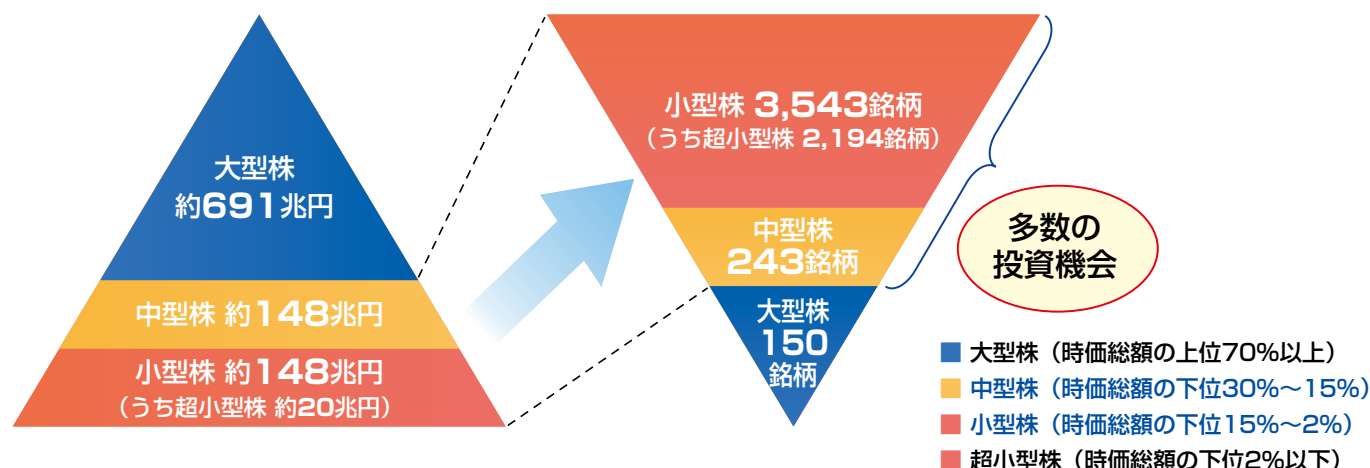 大型株
約691兆円
中型株 約148兆円
小型株 約148兆円
（うち超小型株 約20兆円）
小型株 3,543銘柄
（うち超小型株 2,194銘柄）
中型株
243銘柄
大型株
150
銘柄
多数の
投資機会
大型株（時価総額の上位70%以上）
中型株（時価総額の下位30%～15%）
小型株（時価総額の下位15%～2%）
超小型株（時価総額の下位2%以下）